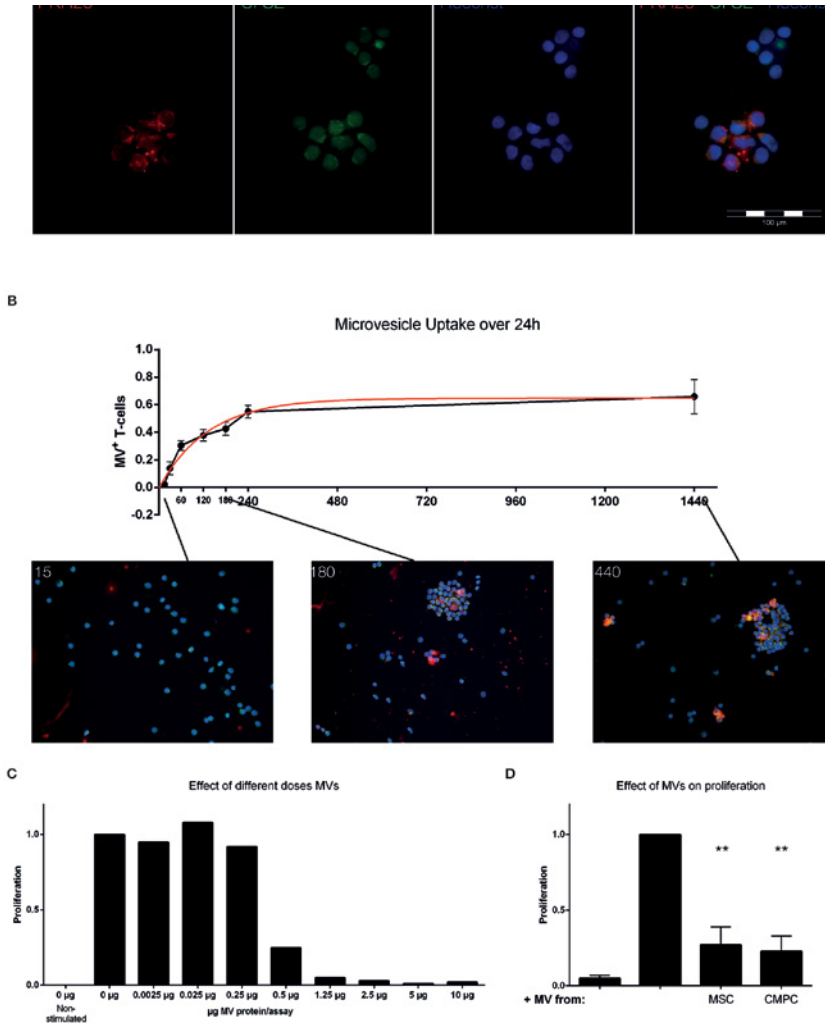 100 µm
B
Microvesicle Uptake over 24h
MV⁺ T-cells
1.0
0.8
0.6
0.4
0.2
0.0
-0.2
60 120 180 240 480 720 960 1200 1440
15
180
440
C
Effect of different doses MVs
Proliferation
1.0
0.5
0.0
0 µg 0 µg 0.0025 µg 0.025 µg 0.25 µg 0.5 µg 1.25 µg 2.5 µg 5 µg 10 µg
Non-
stimulated
µg MV protein/assay
D
Effect of MVs on proliferation
Proliferation
1.0
0.5
0.0
** **
+ MV from: MSC CMPC